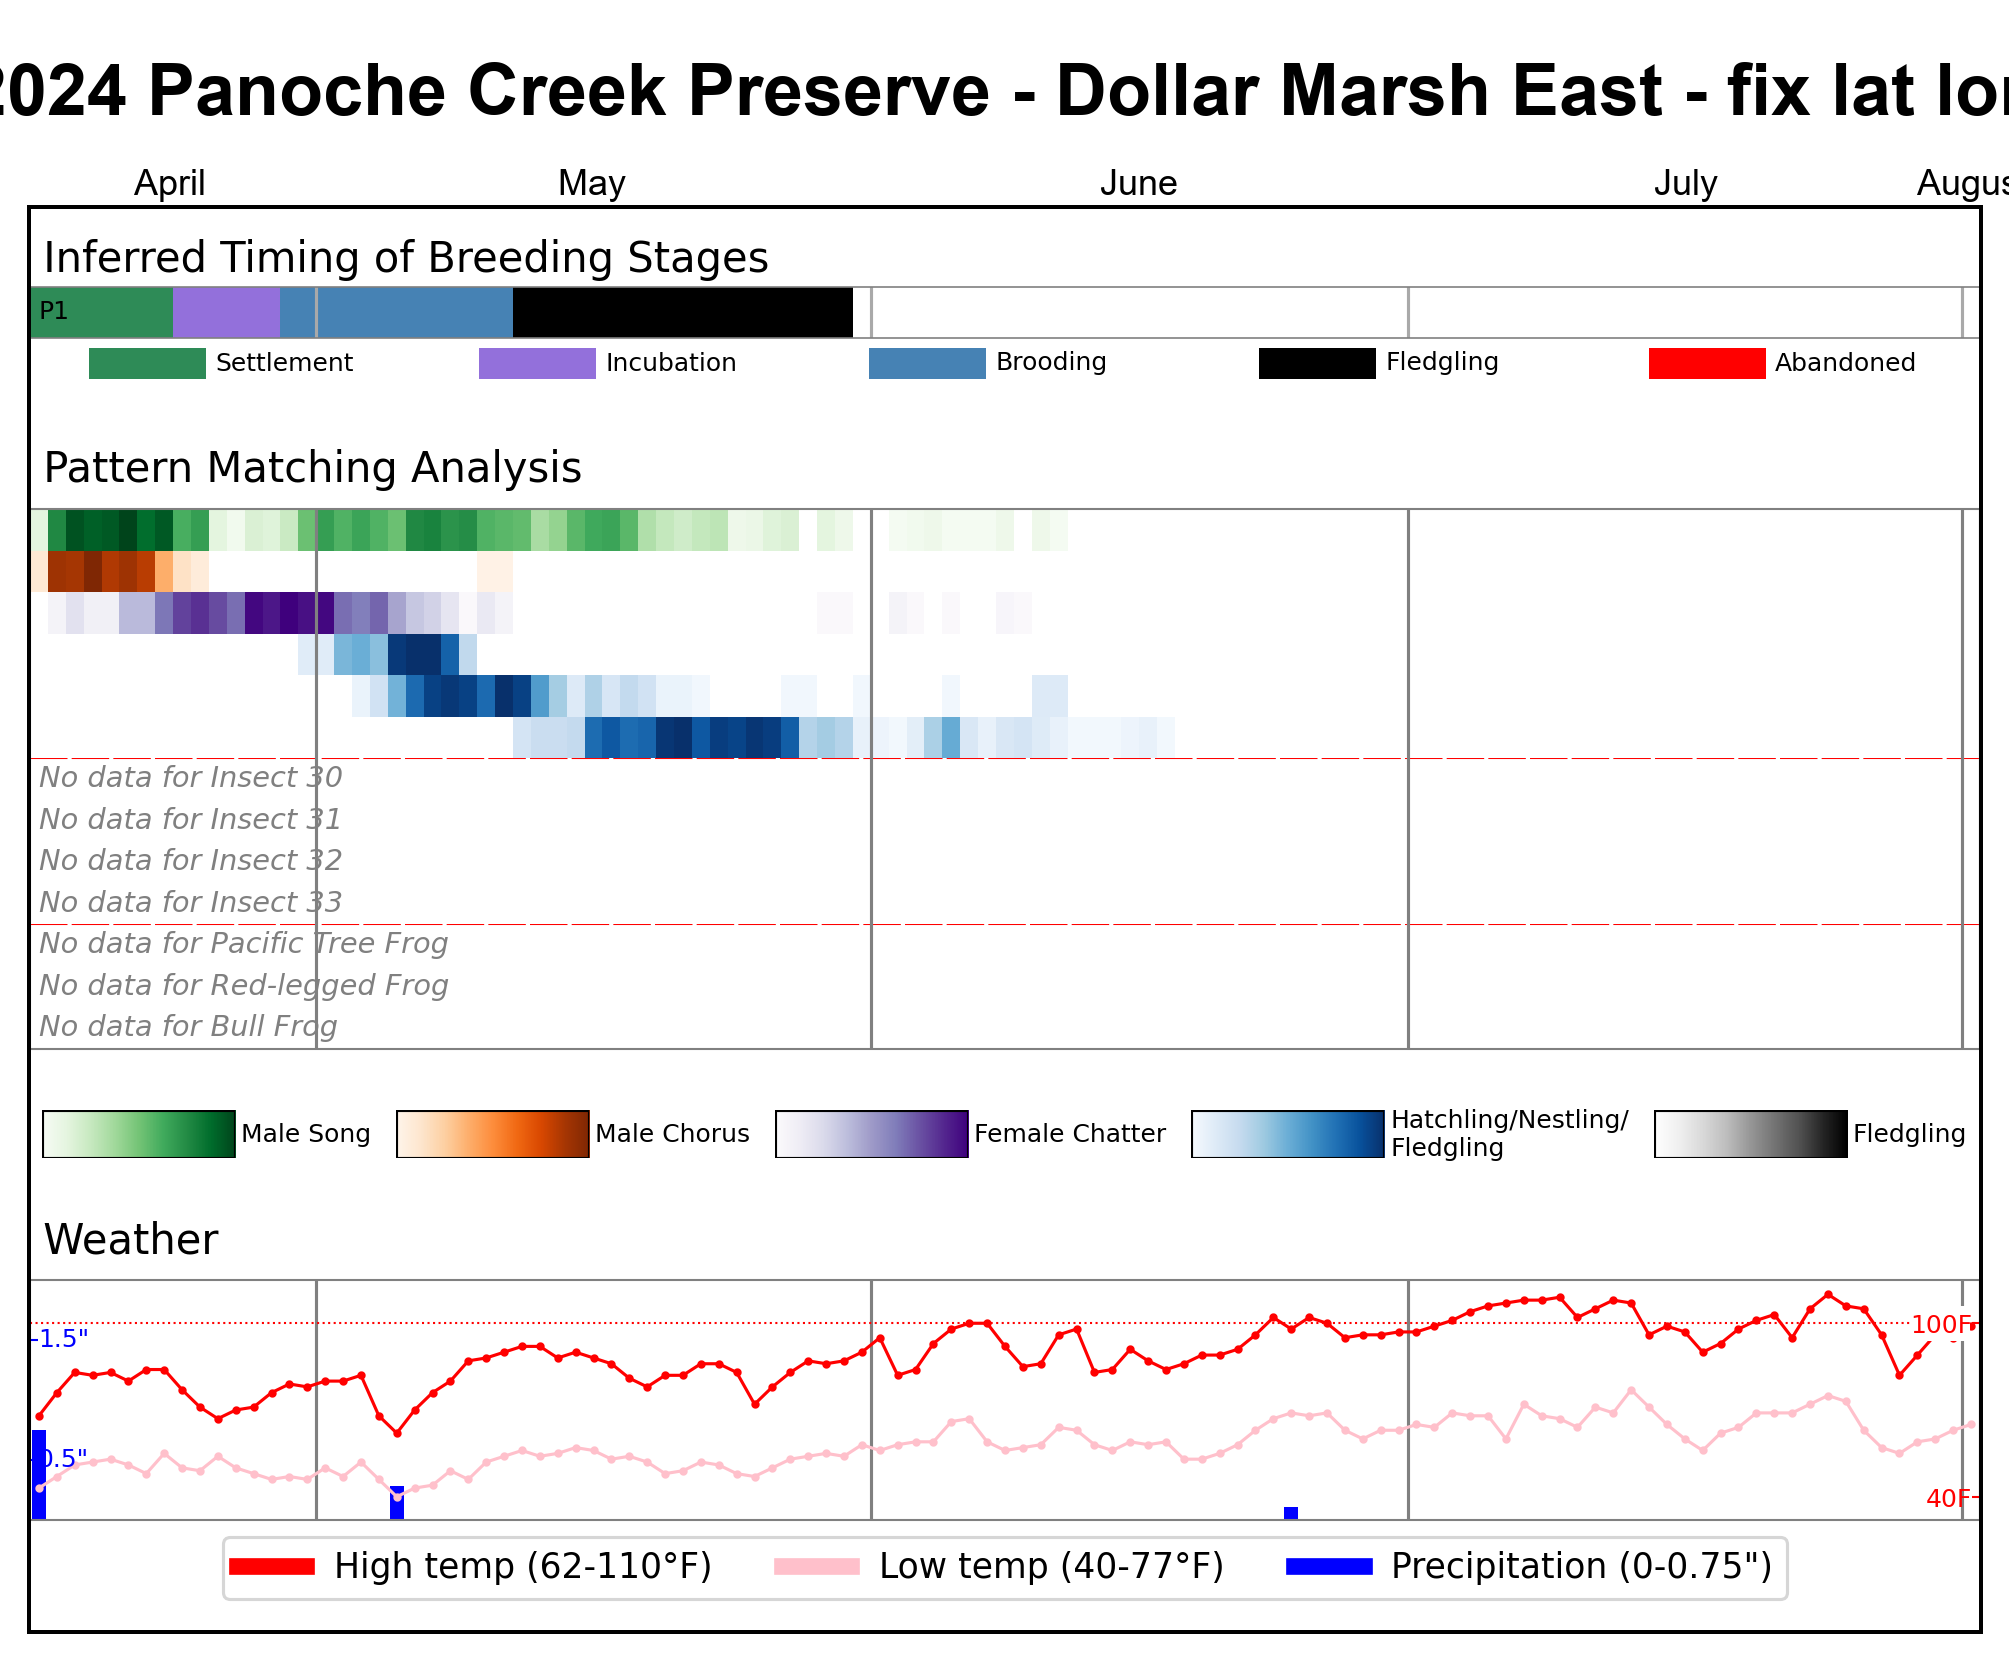 2024 Panoche Creek Preserve - Dollar Marsh East - fix lat lon
April May June July Augus
Inferred Timing of Breeding Stages
P1
Settlement Incubation Brooding Fledgling Abandoned
Pattern Matching Analysis
No data for Insect 30
No data for Insect 31
No data for Insect 32
No data for Insect 33
No data for Pacific Tree Frog
No data for Red-legged Frog
No data for Bull Frog
Male Song Male Chorus Female Chatter Hatchling/Nestling/ Fledgling
Fledgling
Weather
100F
1.5"
0.5"
40F
High temp (62-110°F) Low temp (40-77°F) Precipitation (0-0.75")